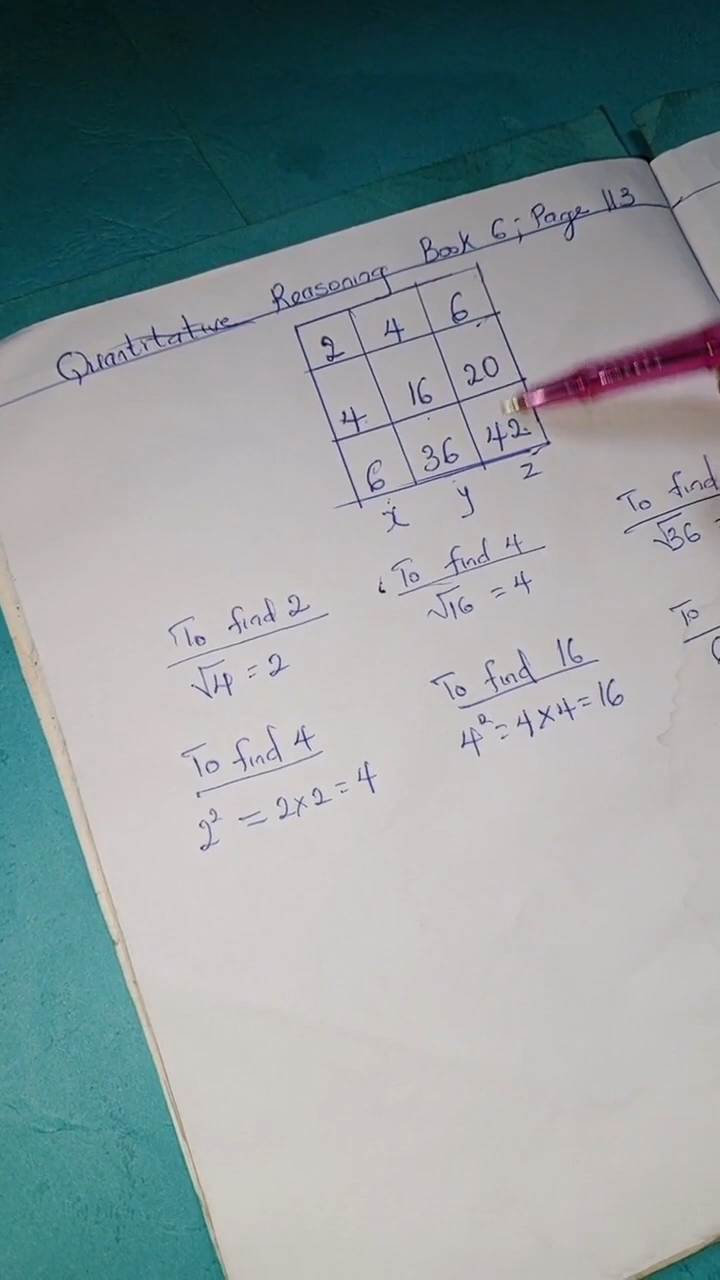 Quantitative Reasoning Book 6; Page 113
2 4 6
4 16 20
6 36 42
x y z
To find 2
√4 = 2
To find 4
2² = 2×2 = 4
To find 4
√16 = 4
To find 16
4² = 4×4 = 16
To find
√36 =
To